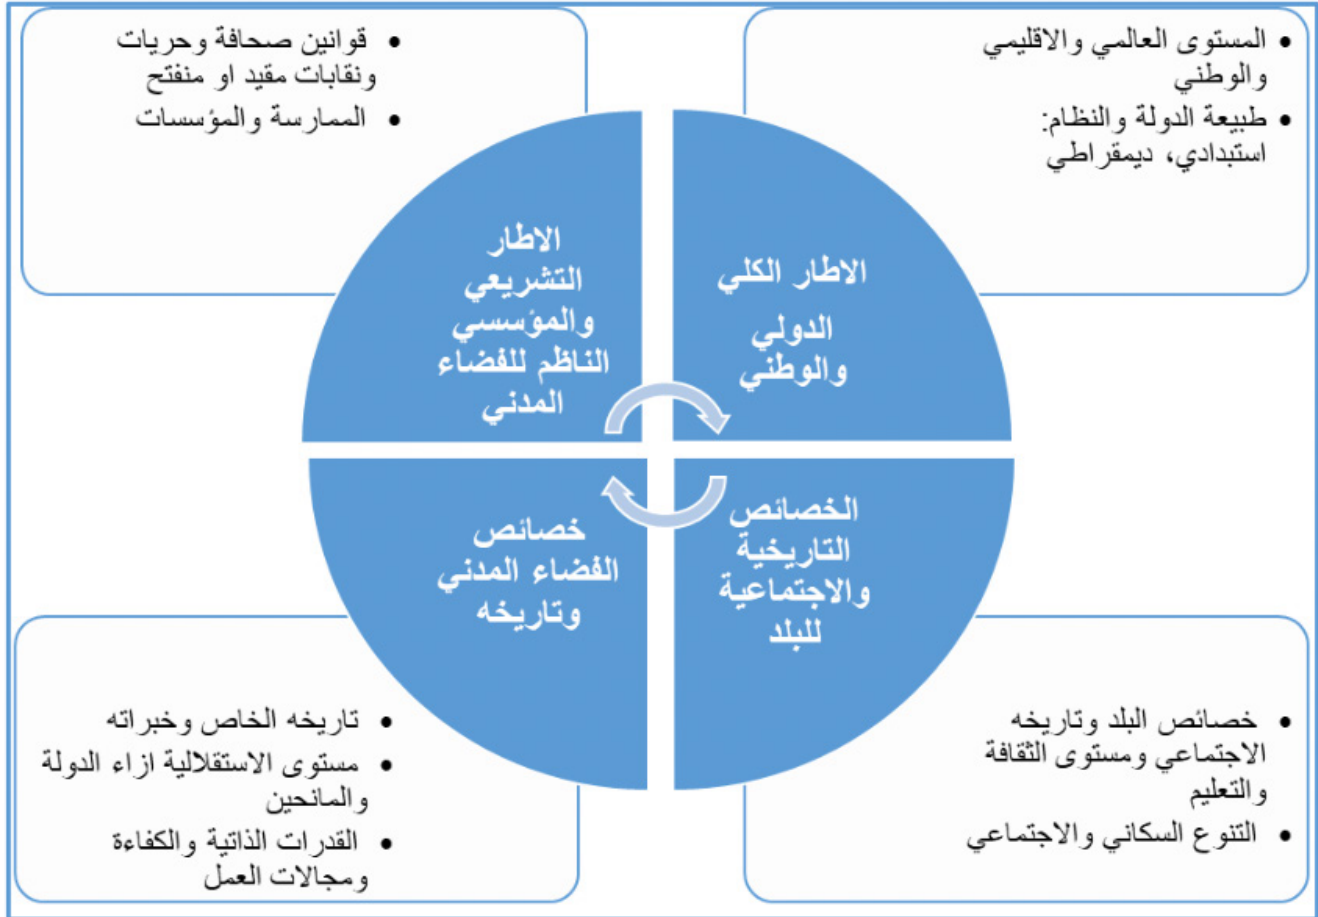 • المستوى العالمي والاقليمي
والوطني
• طبيعة الدولة والنظام:
استبدادي، ديمقراطي
• قوانين صحافة وحريات
ونقابات مقيد او منفتح
• الممارسة والمؤسسات
الاطار الكلي
الدولي
والوطني
الاطار
التشريعي
والمؤسسي
الناظم للفضاء
المدني
الخصائص
التاريخية
والاجتماعية
للبلد
خصائص
الفضاء المدني
وتاريخه
• خصائص البلد وتاريخه
الاجتماعي ومستوى الثقافة
والتعليم
• التنوع السكاني والاجتماعي
• تاريخه الخاص وخبراته
• مستوى الاستقلالية ازاء الدولة
والمانحين
• القدرات الذاتية والكفاءة
ومجالات العمل